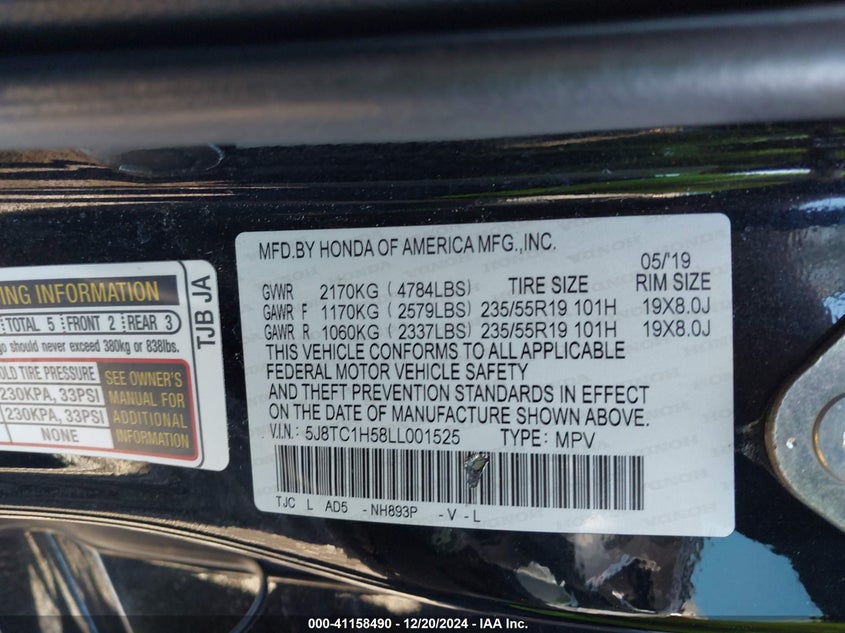 MFD.BY HONDA OF AMERICA MFG.,INC.
05/'19
GVWR 2170KG (4784LBS) TIRE SIZE RIM SIZE
GAWR F 1170KG (2579LBS) 235/55R19 101H 19X8.0J
GAWR R 1060KG (2337LBS) 235/55R19 101H 19X8.0J
THIS VEHICLE CONFORMS TO ALL APPLICABLE
FEDERAL MOTOR VEHICLE SAFETY
AND THEFT PREVENTION STANDARDS IN EFFECT
ON THE DATE OF MANUFACTURE SHOWN ABOVE.
V.I.N.: 5J8TC1H58LL001525 TYPE: MPV
TJC L AD5 -NH893P -V -L
INFORMATION
TOTAL 5 FRONT 2 REAR 3
should never exceed 380kg or 838lbs.
TIRE PRESSURE
230KPA, 33PSI
230KPA, 33PSI
NONE
SEE OWNER'S
MANUAL FOR
ADDITIONAL
INFORMATION
TJB JA
000-41158490 - 12/20/2024 - IAA Inc.